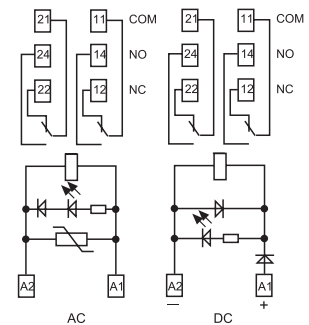 21 11 COM 21 11 COM
24 14 NO 24 14 NO
22 12 NC 22 12 NC
A2 A1 A2 A1
— +
AC DC